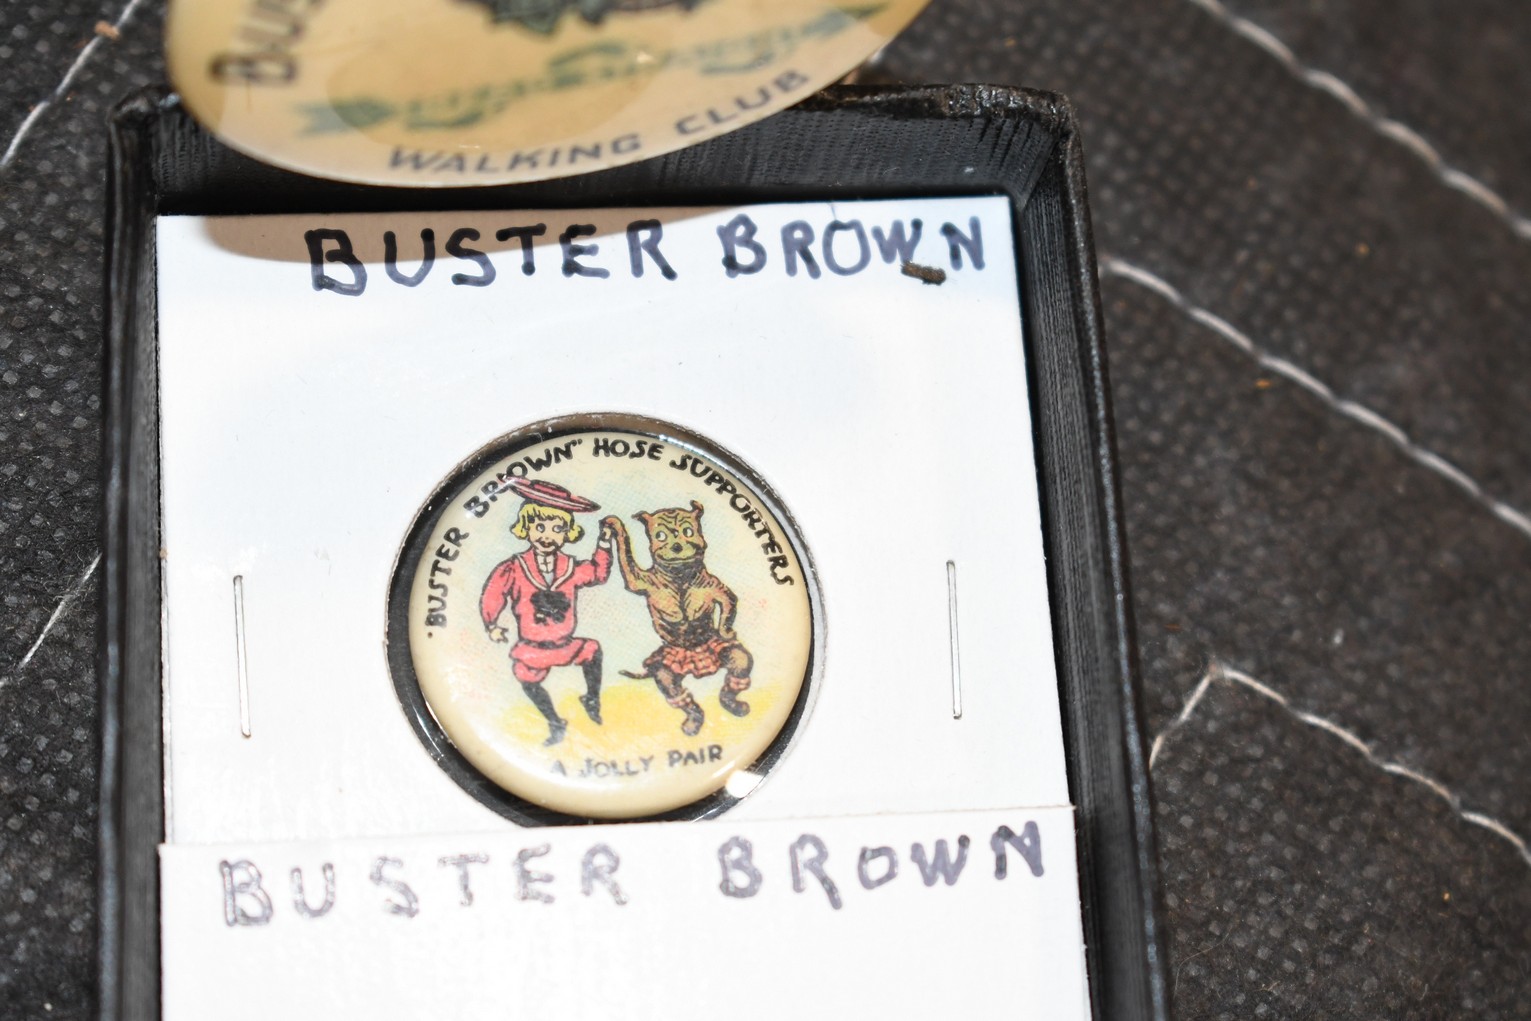 WALKING CLUB
BUSTER BROWN
"BUSTER BROWN" HOSE SUPPORTERS
A JOLLY PAIR
BUSTER BROWN